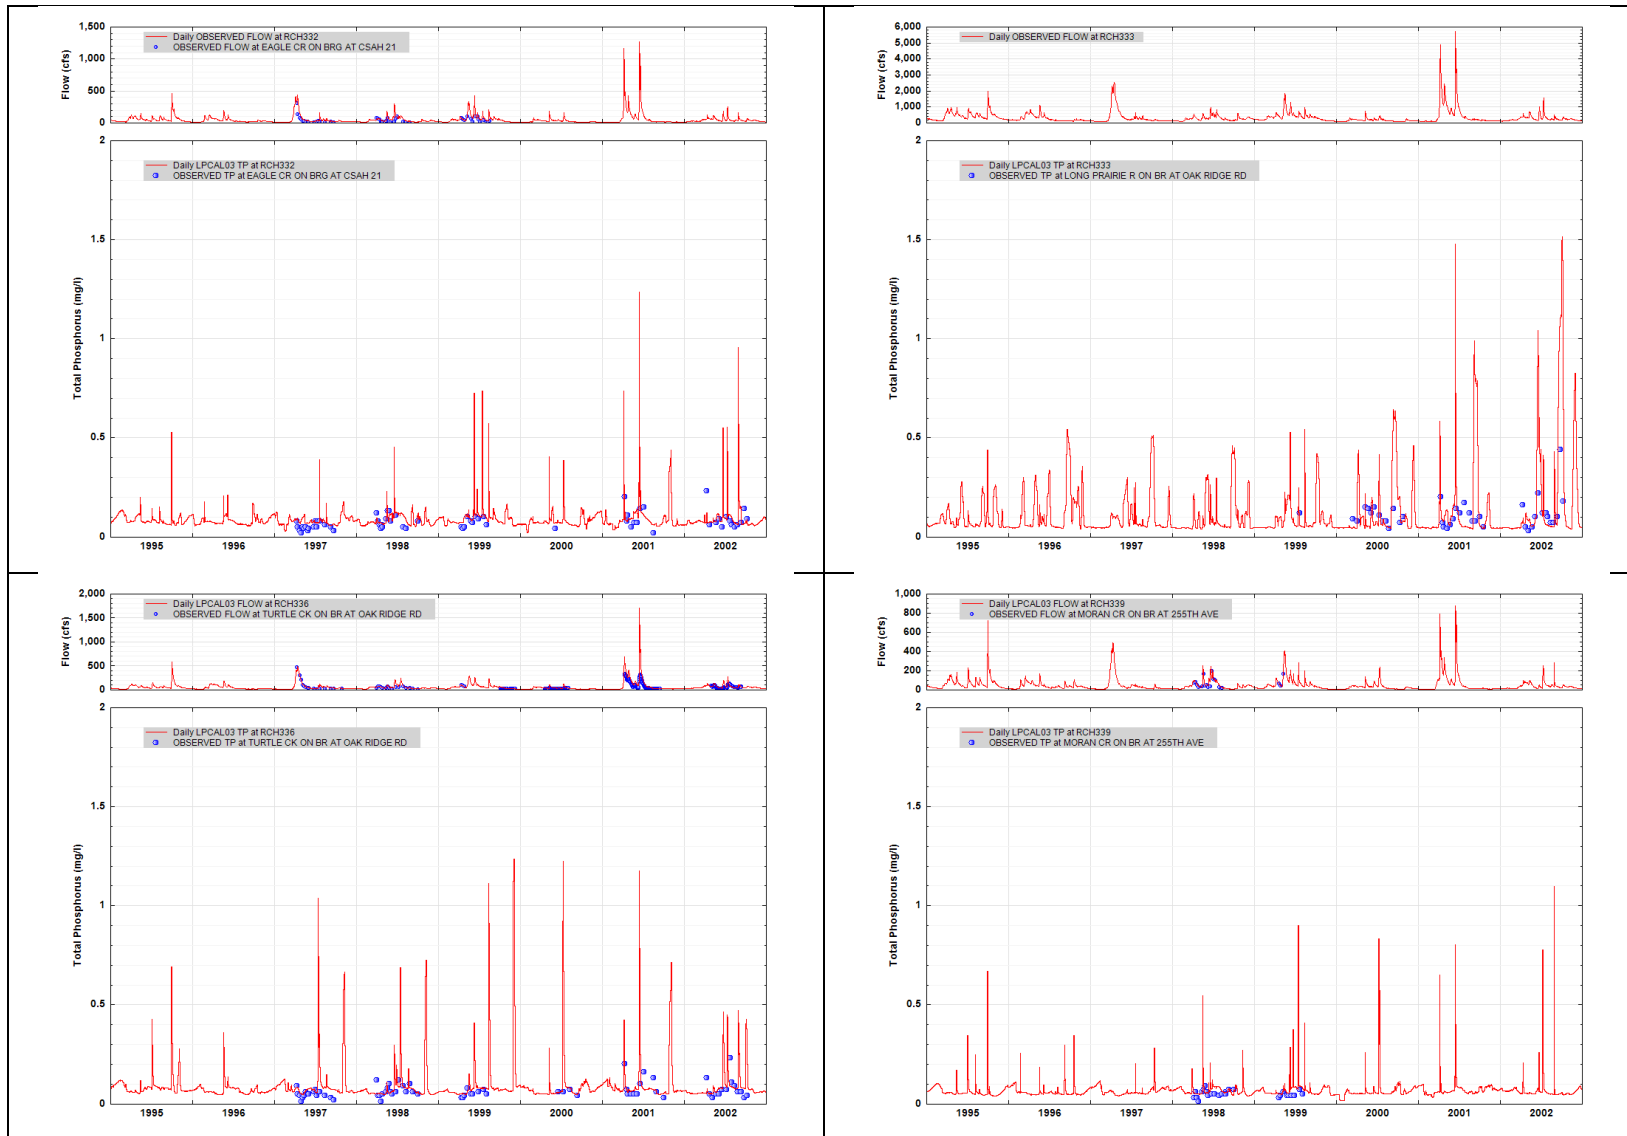 1,500
1,000
500
0
Flow (cfs)
Daily OBSERVED FLOW at RCH332
OBSERVED FLOW at EAGLE CR ON BRG AT CSAH 21
2
1.5
1
0.5
0
Total Phosphorus (mg/l)
Daily LPCAL03 TP at RCH332
OBSERVED TP at EAGLE CR ON BRG AT CSAH 21
1995 1996 1997 1998 1999 2000 2001 2002
6,000
5,000
4,000
3,000
2,000
1,000
0
Flow (cfs)
Daily OBSERVED FLOW at RCH333
2
1.5
1
0.5
0
Total Phosphorus (mg/l)
Daily LPCAL03 TP at RCH333
OBSERVED TP at LONG PRAIRIE R ON BR AT OAK RIDGE RD
1995 1996 1997 1998 1999 2000 2001 2002
2,000
1,500
1,000
500
0
Flow (cfs)
Daily LPCAL03 FLOW at RCH336
OBSERVED FLOW at TURTLE CK ON BR AT OAK RIDGE RD
2
1.5
1
0.5
0
Total Phosphorus (mg/l)
Daily LPCAL03 TP at RCH336
OBSERVED TP at TURTLE CK ON BR AT OAK RIDGE RD
1995 1996 1997 1998 1999 2000 2001 2002
1,000
800
600
400
200
0
Flow (cfs)
Daily LPCAL03 FLOW at RCH339
OBSERVED FLOW at MORAN CR ON BR AT 255TH AVE
2
1.5
1
0.5
0
Total Phosphorus (mg/l)
Daily LPCAL03 TP at RCH339
OBSERVED TP at MORAN CR ON BR AT 255TH AVE
1995 1996 1997 1998 1999 2000 2001 2002